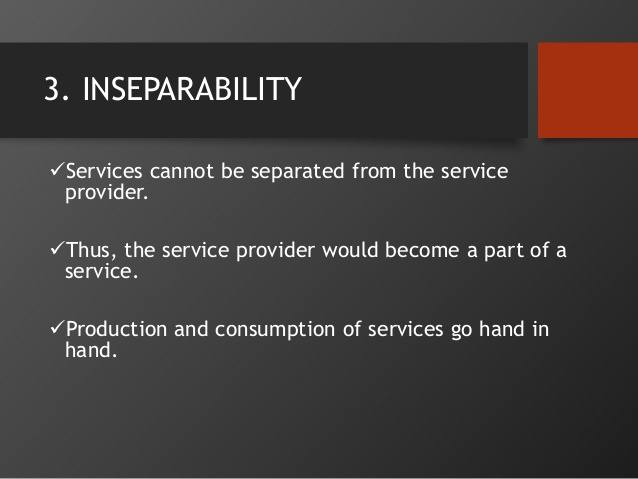 3. INSEPARABILITY
✓Services cannot be separated from the service
provider.
✓Thus, the service provider would become a part of a
service.
✓Production and consumption of services go hand in
hand.